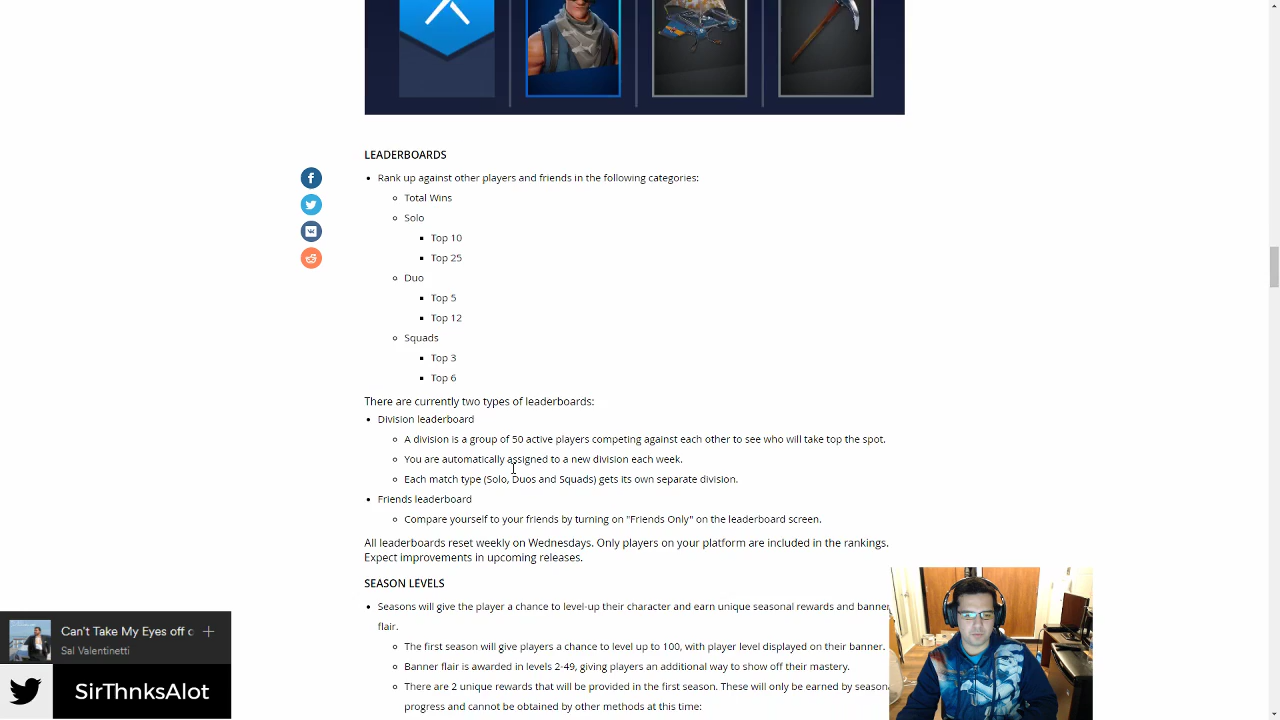 LEADERBOARDS
Rank up against other players and friends in the following categories:
Total Wins
Solo
Top 10
Top 25
Duo
Top 5
Top 12
Squads
Top 3
Top 6
There are currently two types of leaderboards:
Division leaderboard
A division is a group of 50 active players competing against each other to see who will take top the spot.
You are automatically assigned to a new division each week.
Each match type (Solo, Duos and Squads) gets its own separate division.
Friends leaderboard
Compare yourself to your friends by turning on "Friends Only" on the leaderboard screen.
All leaderboards reset weekly on Wednesdays. Only players on your platform are included in the rankings.
Expect improvements in upcoming releases.
SEASON LEVELS
Seasons will give the player a chance to level-up their character and earn unique seasonal rewards and banner
flair.
The first season will give players a chance to level up to 100, with player level displayed on their banner.
Banner flair is awarded in levels 2-49, giving players an additional way to show off their mastery.
There are 2 unique rewards that will be provided in the first season. These will only be earned by season
progress and cannot be obtained by other methods at this time:
Can't Take My Eyes off
Sal Valentinetti
SirThnksAlot